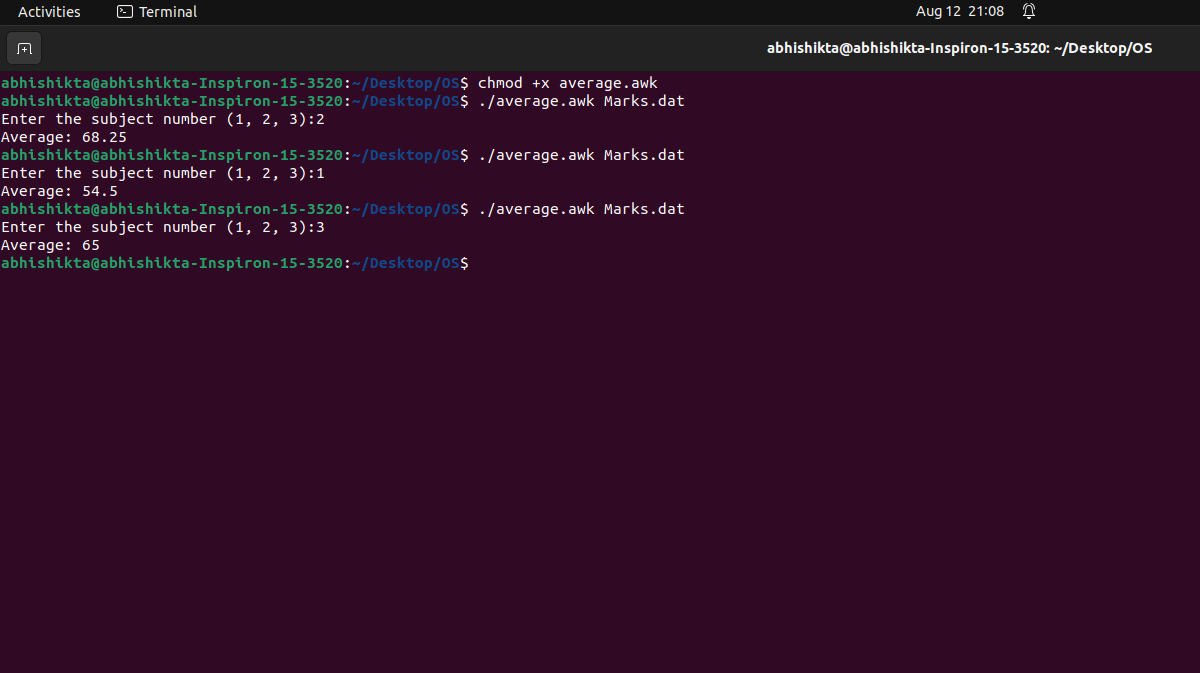 Activities Terminal Aug 12 21:08
abhishikta@abhishikta-Inspiron-15-3520: ~/Desktop/OS
abhishikta@abhishikta-Inspiron-15-3520:~/Desktop/OS$ chmod +x average.awk
abhishikta@abhishikta-Inspiron-15-3520:~/Desktop/OS$ ./average.awk Marks.dat
Enter the subject number (1, 2, 3):2
Average: 68.25
abhishikta@abhishikta-Inspiron-15-3520:~/Desktop/OS$ ./average.awk Marks.dat
Enter the subject number (1, 2, 3):1
Average: 54.5
abhishikta@abhishikta-Inspiron-15-3520:~/Desktop/OS$ ./average.awk Marks.dat
Enter the subject number (1, 2, 3):3
Average: 65
abhishikta@abhishikta-Inspiron-15-3520:~/Desktop/OS$